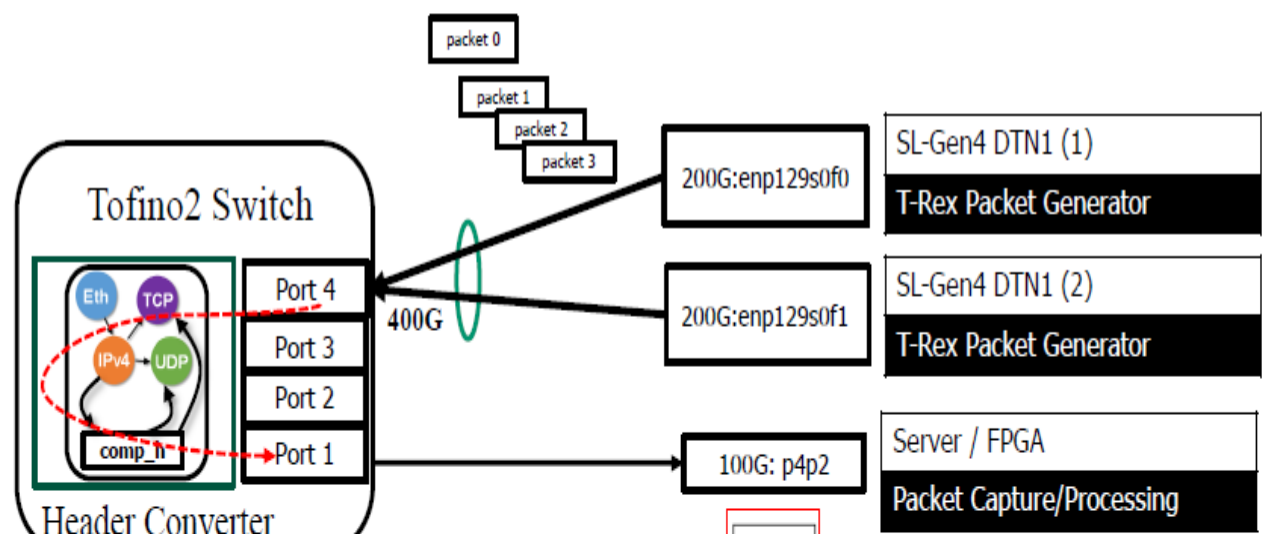 packet 0
packet 1
packet 2
packet 3
200G:enp129s0f0
SL-Gen4 DTN1 (1)
T-Rex Packet Generator
Tofino2 Switch
Eth
TCP
IPv4
UDP
comp_h
Port 4
Port 3
Port 2
Port 1
400G
200G:enp129s0f1
SL-Gen4 DTN1 (2)
T-Rex Packet Generator
100G: p4p2
Server / FPGA
Packet Capture/Processing
Header Converter